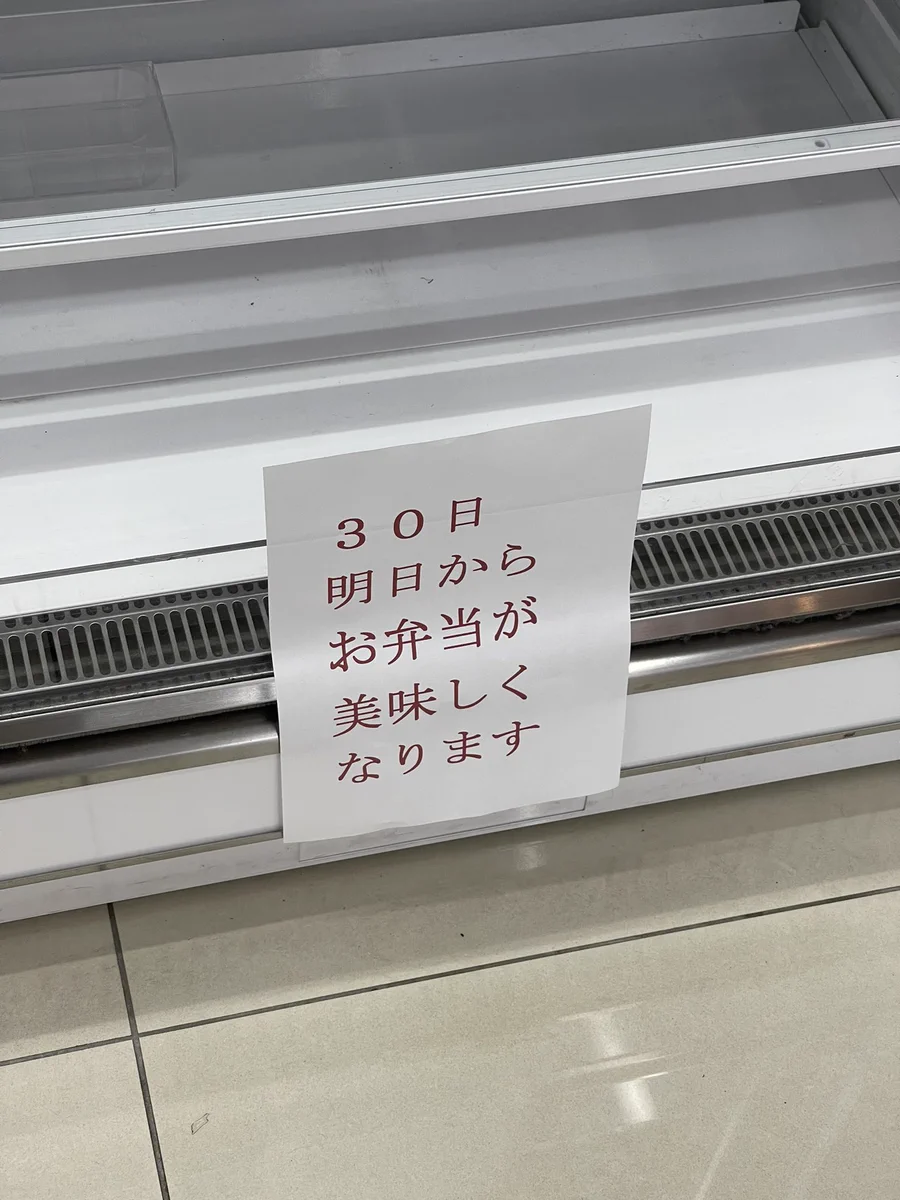 ３０日
明日から
お弁当が
美味しく
なります